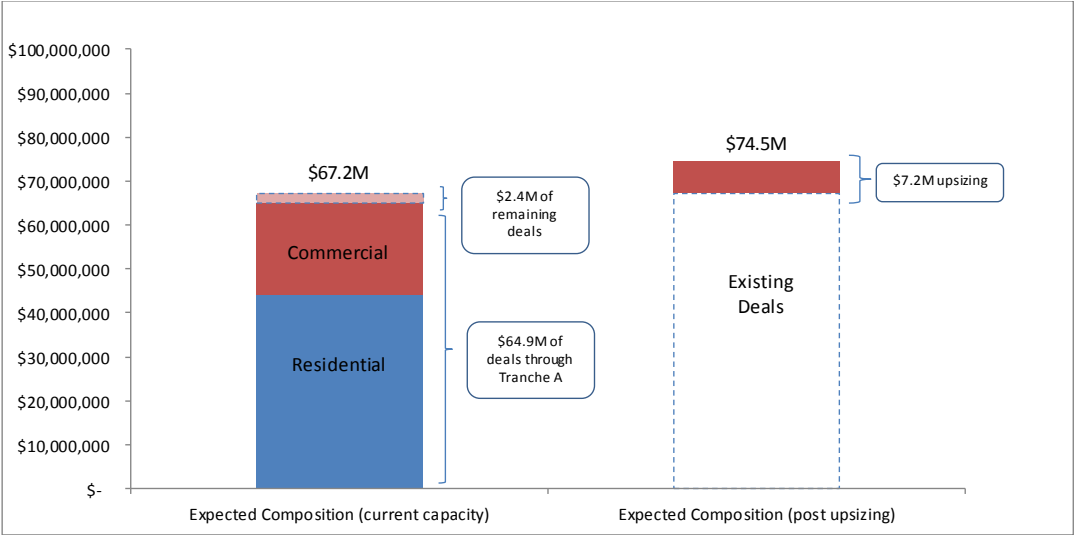 $100,000,000
$90,000,000
$80,000,000
$70,000,000
$60,000,000
$50,000,000
$40,000,000
$30,000,000
$20,000,000
$10,000,000
$-
$67.2M
Commercial
Residential
$2.4M of
remaining
deals
$64.9M of
deals through
Tranche A
$74.5M
Existing
Deals
$7.2M upsizing
Expected Composition (current capacity)
Expected Composition (post upsizing)